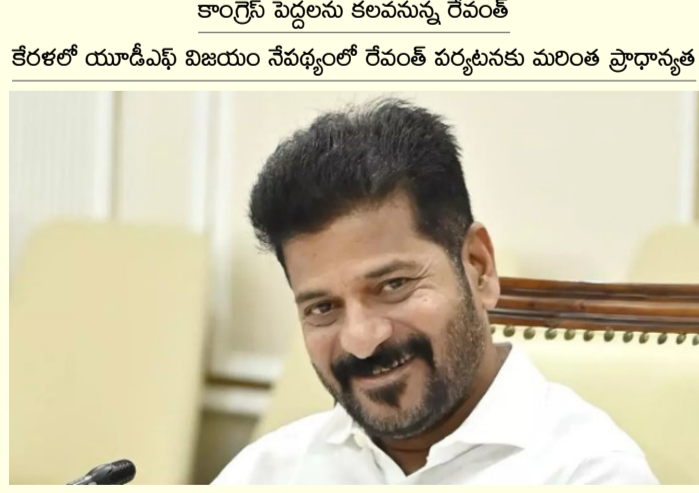 కాంగ్రెస్ పెద్దలను కలవనున్న రేవంత్
కేరళలో యూడీఎఫ్ విజయం నేపథ్యంలో రేవంత్ పర్యటనకు మరింత ప్రాధాన్యత